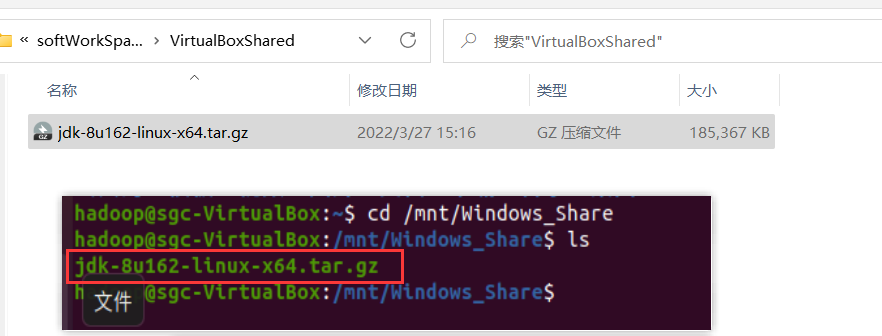 « softWorkSpa... › VirtualBoxShared
搜索"VirtualBoxShared"
名称 修改日期 类型 大小
jdk-8u162-linux-x64.tar.gz 2022/3/27 15:16 GZ 压缩文件 185,367 KB
hadoop@sgc-VirtualBox:~$ cd /mnt/Windows_Share
hadoop@sgc-VirtualBox:/mnt/Windows_Share$ ls
jdk-8u162-linux-x64.tar.gz
h :/mnt/Windows_Share$
文件